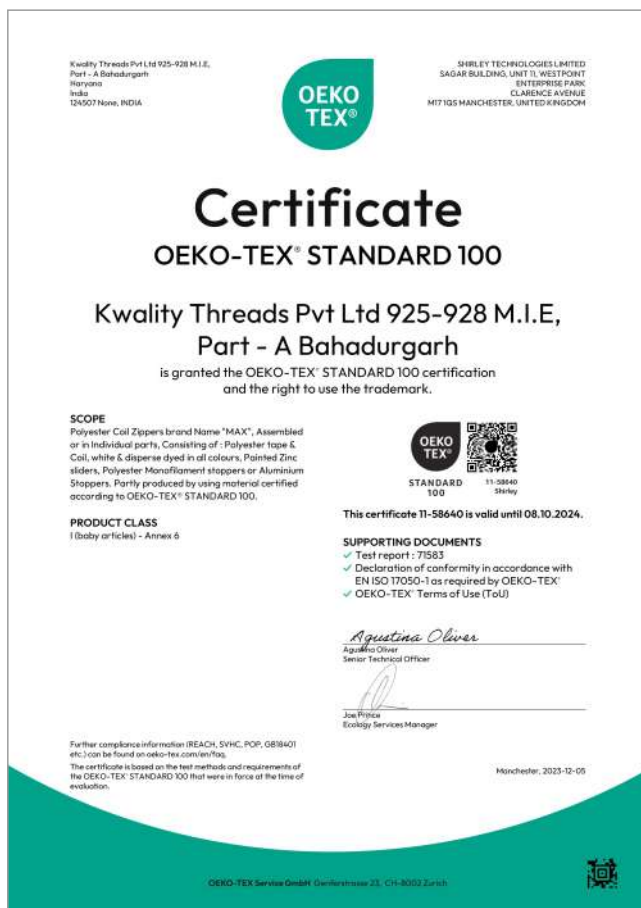 Kwality Threads Pvt Ltd 925-928 M.I.E,
Part - A Bahadurgarh
Haryana
India
124507 None, INDIA
SHIRLEY TECHNOLOGIES LIMITED
SAGAR BUILDING, UNIT 11, WESTPOINT
ENTERPRISE PARK
CLARENCE AVENUE
M17 1QS MANCHESTER, UNITED KINGDOM
OEKO
TEX®
Certificate
OEKO-TEX® STANDARD 100
Kwality Threads Pvt Ltd 925-928 M.I.E,
Part - A Bahadurgarh
is granted the OEKO-TEX® STANDARD 100 certification
and the right to use the trademark.
SCOPE
Polyester Coil Zippers brand Name "MAX", Assembled
or in Individual parts, Consisting of : Polyester tape &
Coil, white & disperse dyed in all colours, Painted Zinc
sliders, Polyester Monofilament stoppers or Aluminium
Stoppers. Partly produced by using material certified
according to OEKO-TEX® STANDARD 100.
PRODUCT CLASS
I (baby articles) - Annex 6
OEKO
TEX®
STANDARD
100
11-58640
Shirley
This certificate 11-58640 is valid until 08.10.2024.
SUPPORTING DOCUMENTS
✓ Test report : 71583
✓ Declaration of conformity in accordance with
EN ISO 17050-1 as required by OEKO-TEX®
✓ OEKO-TEX® Terms of Use (ToU)
Agustina Oliver
Agustina Oliver
Senior Technical Officer
Joe Prince
Ecology Services Manager
Further compliance information (REACH, SVHC, POP, GB18401
etc.) can be found on oeko-tex.com/en/faq.
The certificate is based on the test methods and requirements of
the OEKO-TEX® STANDARD 100 that were in force at the time of
evaluation.
Manchester, 2023-12-05
OEKO-TEX Service GmbH Genferstrasse 23, CH-8002 Zurich